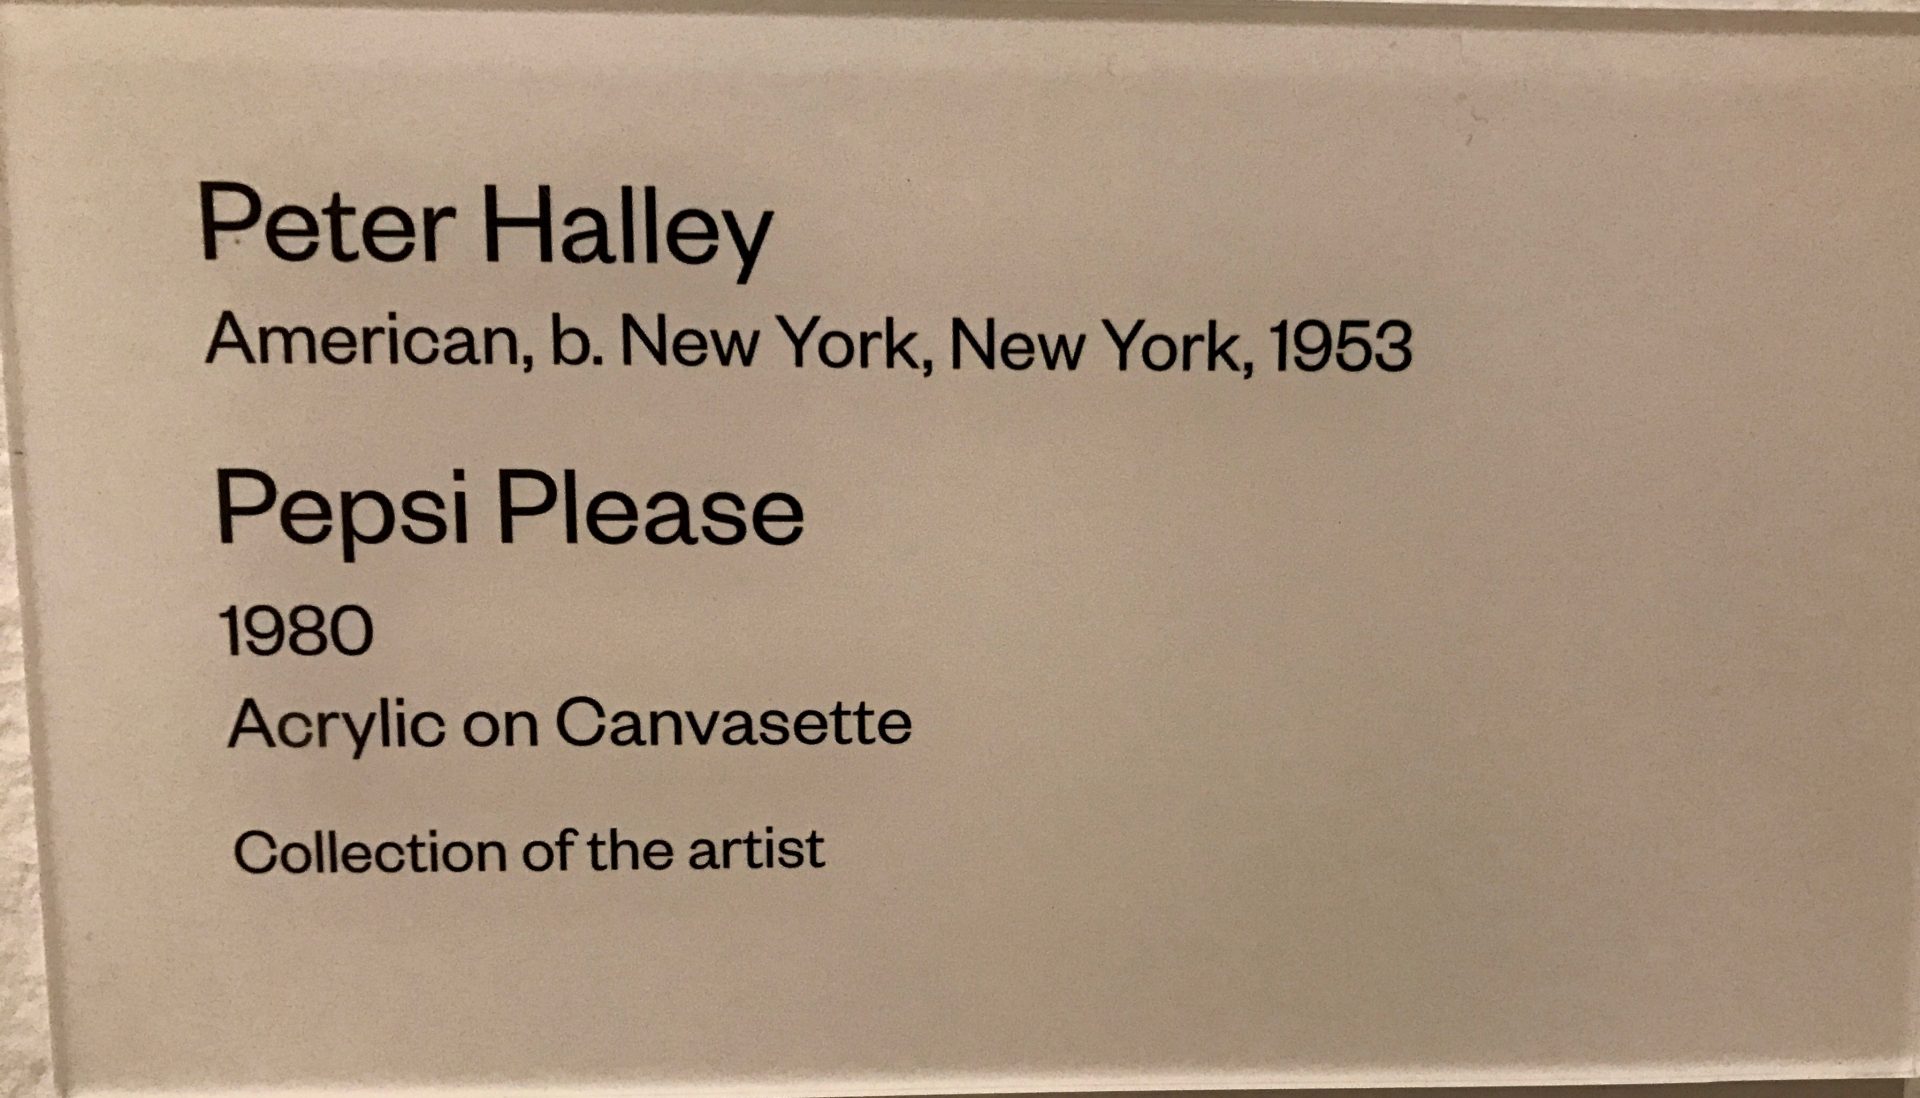 Peter Halley
American, b. New York, New York, 1953
Pepsi Please
1980
Acrylic on Canvasette
Collection of the artist